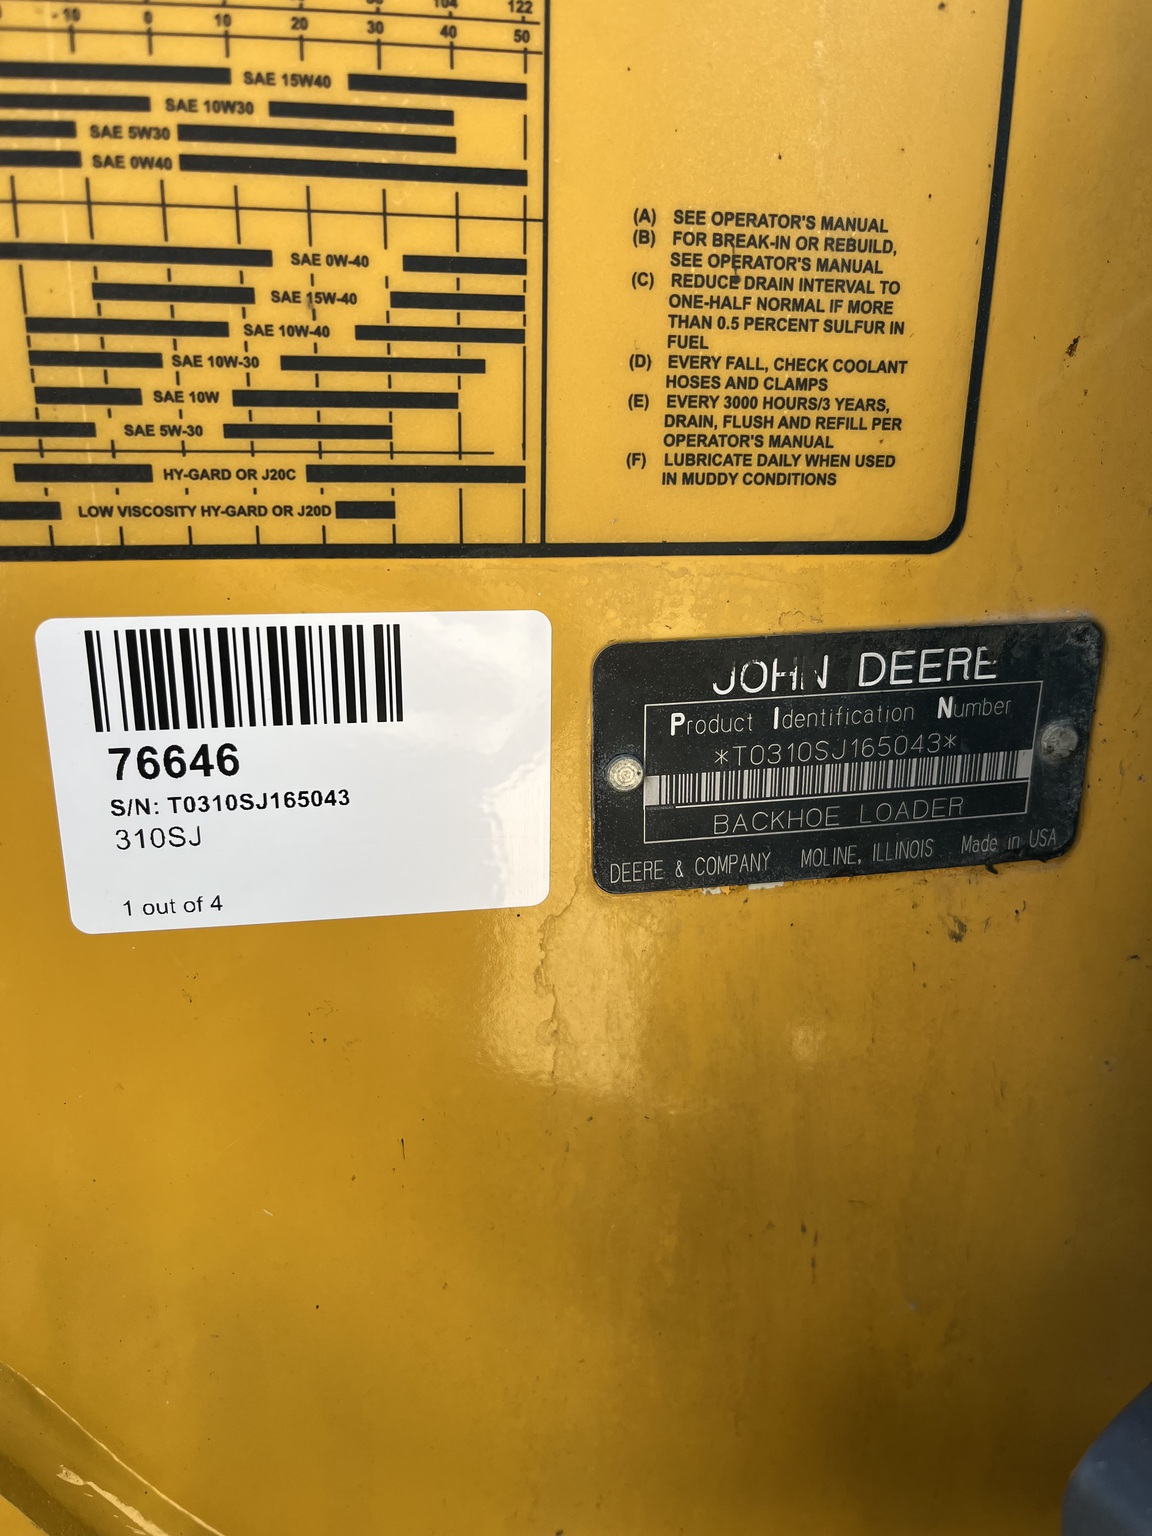 104 122
-10 0 10 20 30 40 50
SAE 15W40
SAE 10W30
SAE 5W30
SAE 0W40
SAE 0W-40
SAE 15W-40
SAE 10W-40
SAE 10W-30
SAE 10W
SAE 5W-30
HY-GARD OR J20C
LOW VISCOSITY HY-GARD OR J20D
(A) SEE OPERATOR'S MANUAL
(B) FOR BREAK-IN OR REBUILD,
SEE OPERATOR'S MANUAL
(C) REDUCE DRAIN INTERVAL TO
ONE-HALF NORMAL IF MORE
THAN 0.5 PERCENT SULFUR IN
FUEL
(D) EVERY FALL, CHECK COOLANT
HOSES AND CLAMPS
(E) EVERY 3000 HOURS/3 YEARS,
DRAIN, FLUSH AND REFILL PER
OPERATOR'S MANUAL
(F) LUBRICATE DAILY WHEN USED
IN MUDDY CONDITIONS
76646
S/N: T0310SJ165043
310SJ
1 out of 4
JOHN DEERE
Product Identification Number
*T0310SJ165043*
BACKHOE LOADER
DEERE & COMPANY MOLINE, ILLINOIS Made in USA